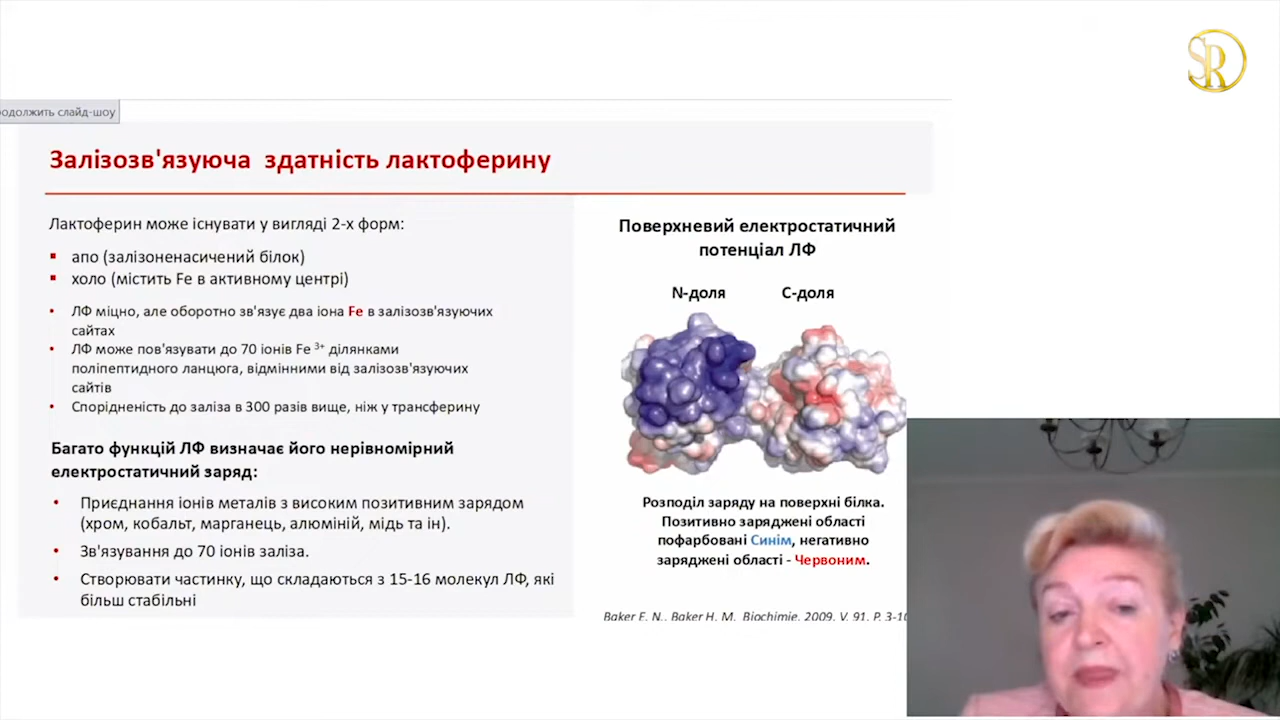 SR
слайд-шоу
Залізозв'язуюча здатність лактоферину
Лактоферин може існувати у вигляді 2-х форм:
▪ апо (залізоненасичений білок)
▪ холо (містить Fe в активному центрі)
• ЛФ міцно, але оборотно зв'язує два іона Fe в залізозв'язуючих
сайтах
• ЛФ може пов'язувати до 70 іонів Fe 3+ ділянками
поліпептидного ланцюга, відмінними від залізозв'язуючих
сайтів
• Спорідненість до заліза в 300 разів вище, ніж у трансферину
Багато функцій ЛФ визначає його нерівномірний
електростатичний заряд:
• Приєднання іонів металів з високим позитивним зарядом
(хром, кобальт, марганець, алюміній, мідь та ін).
• Зв'язування до 70 іонів заліза.
• Створювати частинку, що складаються з 15-16 молекул ЛФ, які
більш стабільні
Поверхневий електростатичний
потенціал ЛФ
N-доля С-доля
Розподіл заряду на поверхні білка.
Позитивно заряджені області
пофарбовані Синім, негативно
заряджені області - Червоним.
Baker E. N., Baker H. M. Biochimie. 2009. V. 91. P. 3-10